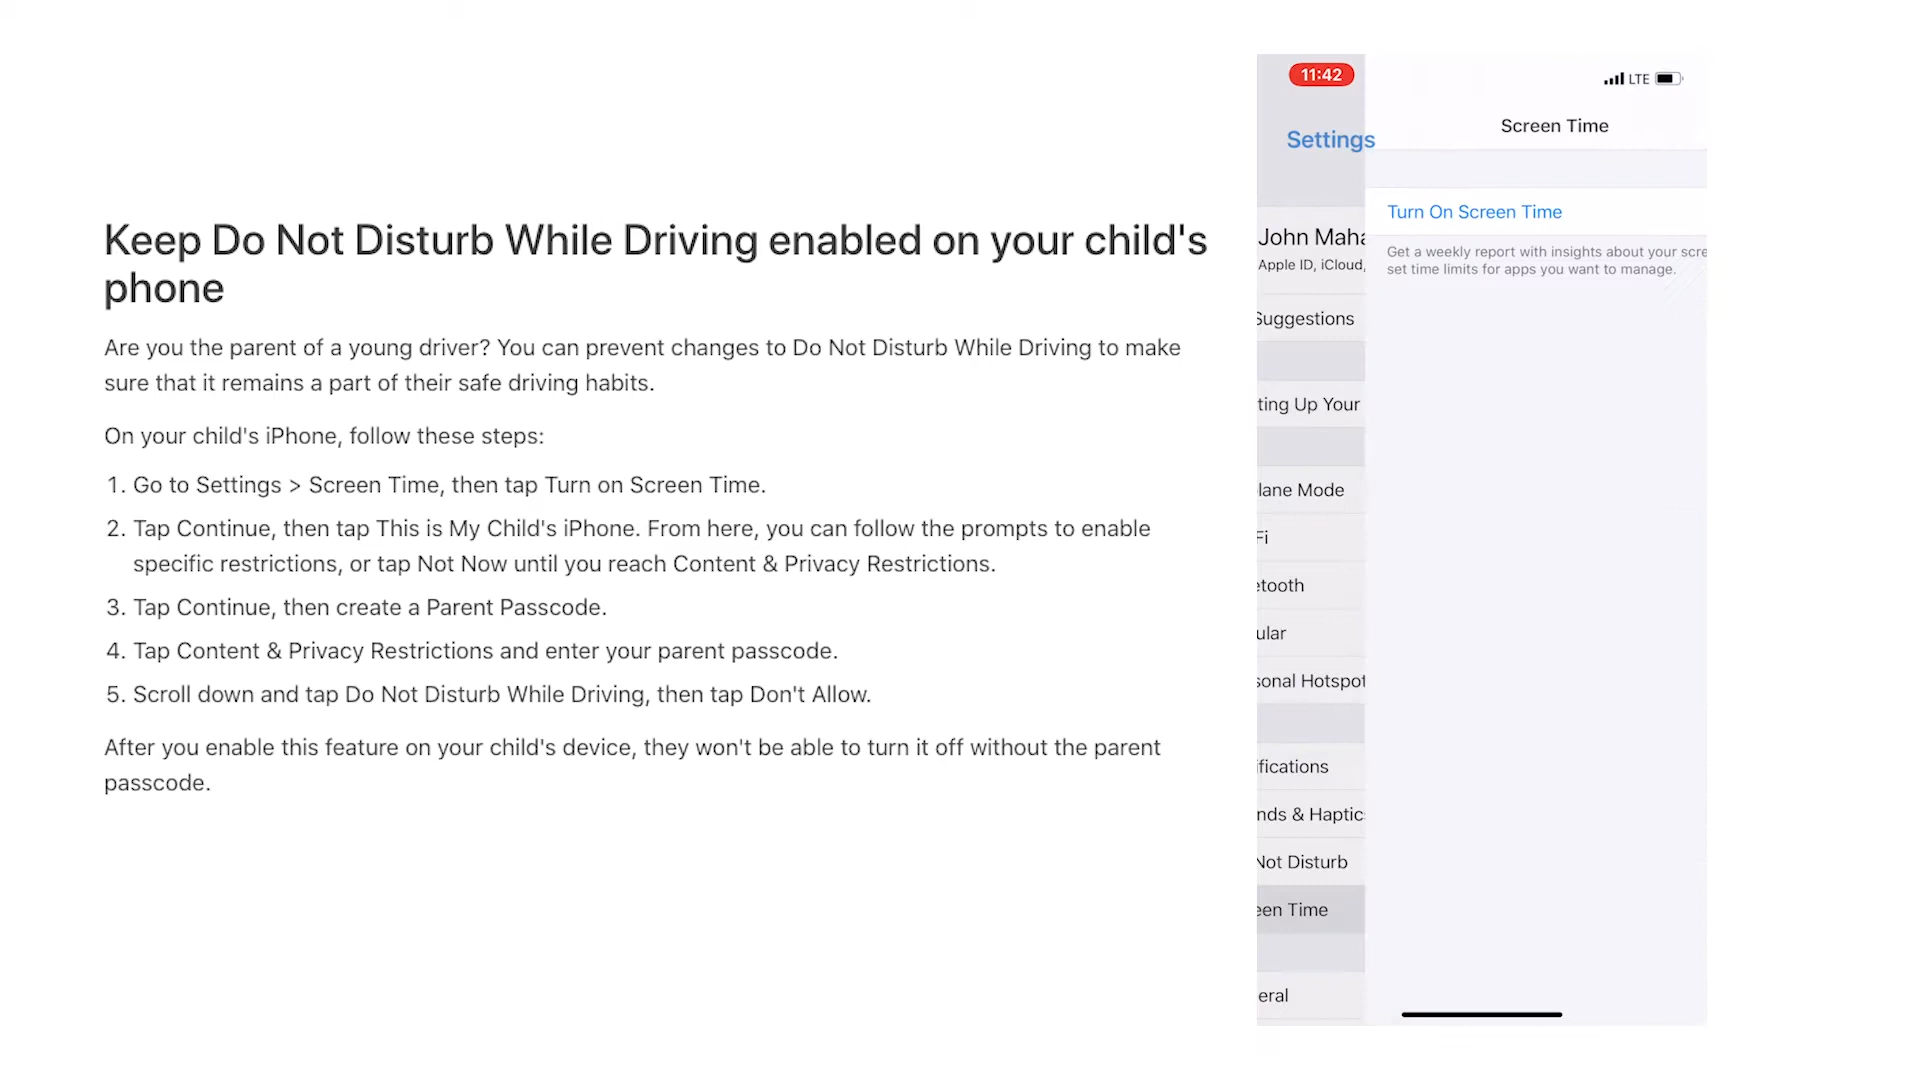 Keep Do Not Disturb While Driving enabled on your child's
phone
Are you the parent of a young driver? You can prevent changes to Do Not Disturb While Driving to make
sure that it remains a part of their safe driving habits.
On your child's iPhone, follow these steps:
1. Go to Settings > Screen Time, then tap Turn on Screen Time.
2. Tap Continue, then tap This is My Child's iPhone. From here, you can follow the prompts to enable
specific restrictions, or tap Not Now until you reach Content & Privacy Restrictions.
3. Tap Continue, then create a Parent Passcode.
4. Tap Content & Privacy Restrictions and enter your parent passcode.
5. Scroll down and tap Do Not Disturb While Driving, then tap Don't Allow.
After you enable this feature on your child's device, they won't be able to turn it off without the parent
passcode.
11:42
LTE
Settings
Screen Time
John Maha
Apple ID, iCloud,
Suggestions
ting Up Your
lane Mode
Fi
etooth
ular
sonal Hotspot
ifications
nds & Haptics
Not Disturb
een Time
eral
Turn On Screen Time
Get a weekly report with insights about your scre
set time limits for apps you want to manage.